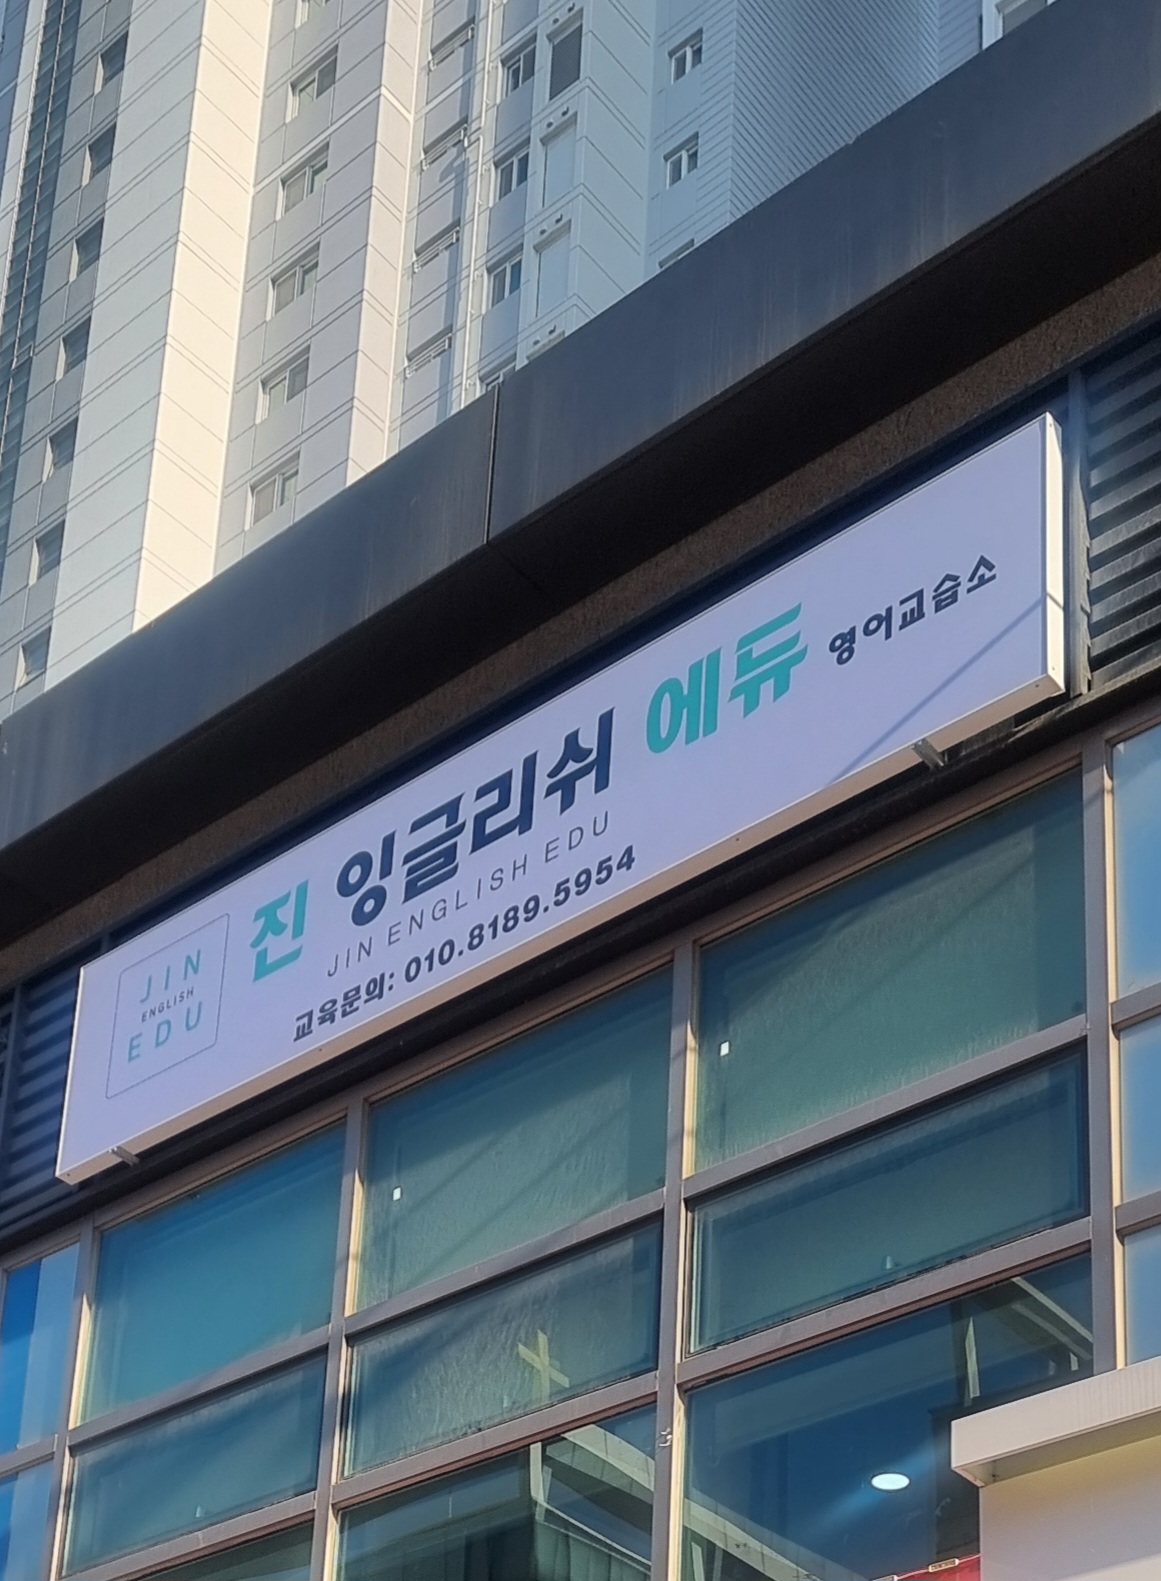 JIN
ENGLISH
EDU
진 잉글리쉬 에듀 영어교습소
JIN ENGLISH EDU
교육문의: 010.8189.5954